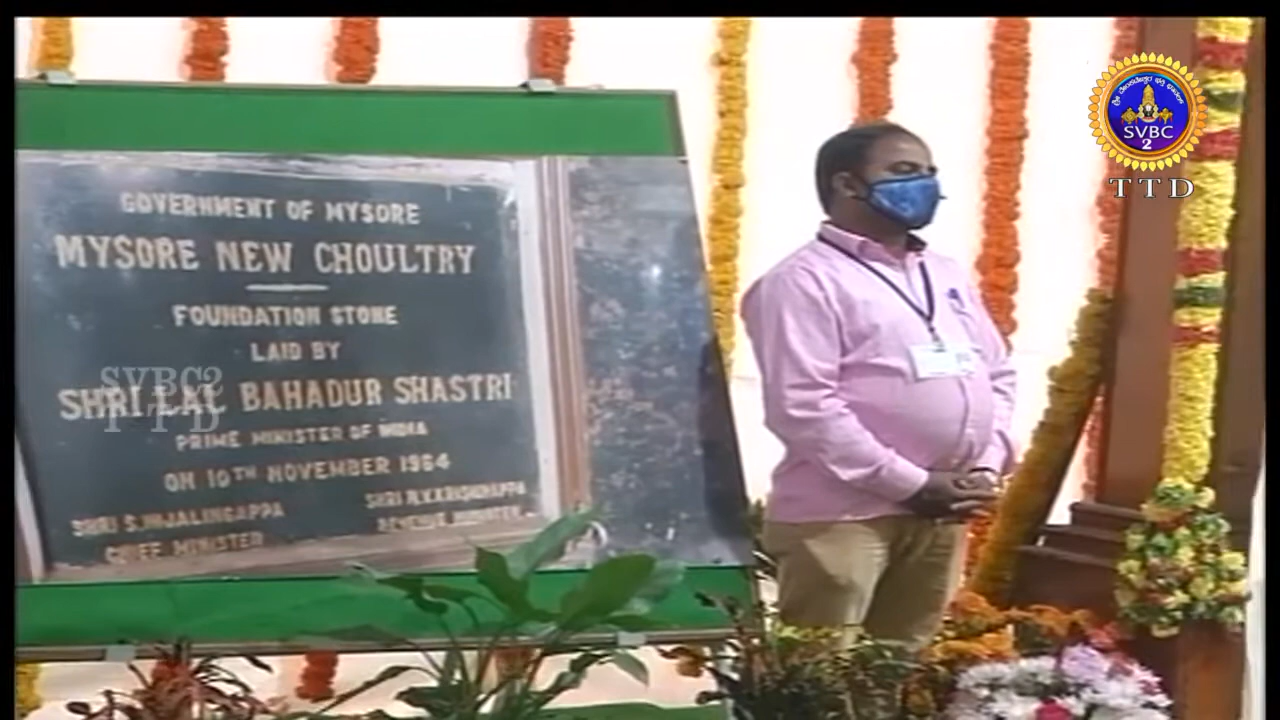 GOVERNMENT OF MYSORE
MYSORE NEW CHOULTRY
FOUNDATION STONE
LAID BY
SHRI LAL BAHADUR SHASTRI
PRIME MINISTER OF INDIA
ON 10TH NOVEMBER 1964
SHRI S. NIJALINGAPPA
CHIEF MINISTER
SHRI
REVENUE MINISTER
SVBC2
TTD
SVBC
2
TTD